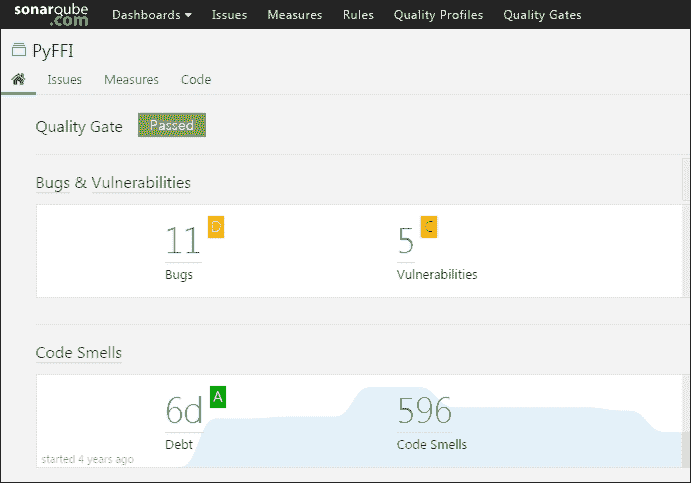 sonarqube Dashboards Issues Measures Rules Quality Profiles Quality Gates
.com
PyFFI
Issues Measures Code
Quality Gate Passed
Bugs & Vulnerabilities
11 D 5 C
Bugs Vulnerabilities
Code Smells
6d A 596
Debt Code Smells
started 4 years ago